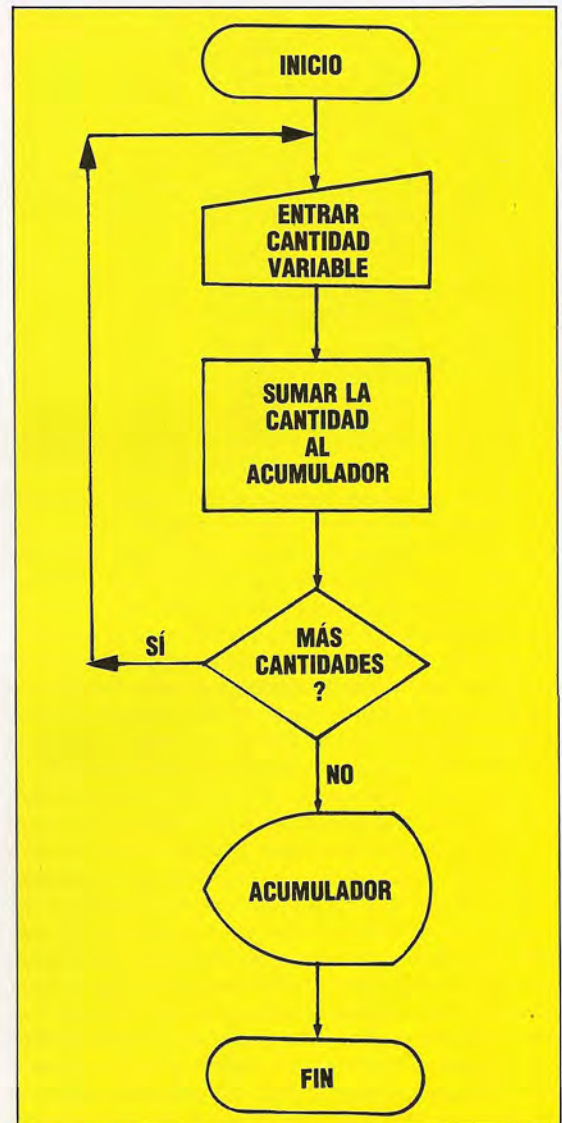 INICIO
ENTRAR
CANTIDAD
VARIABLE
SUMAR LA
CANTIDAD
AL
ACUMULADOR
MÁS
CANTIDADES
?
SÍ
NO
ACUMULADOR
FIN